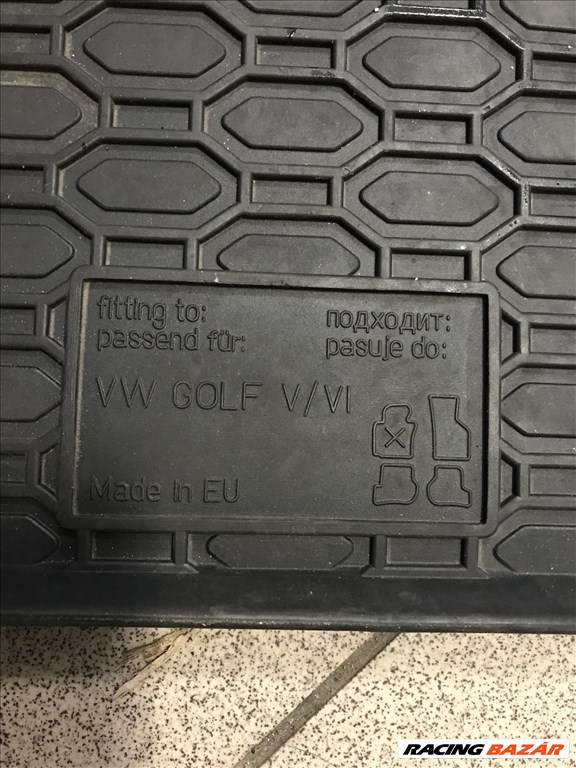 fitting to:
passend für:
подходит:
pasuje do:
VW GOLF V/VI
Made in EU
RACING BAZÁR